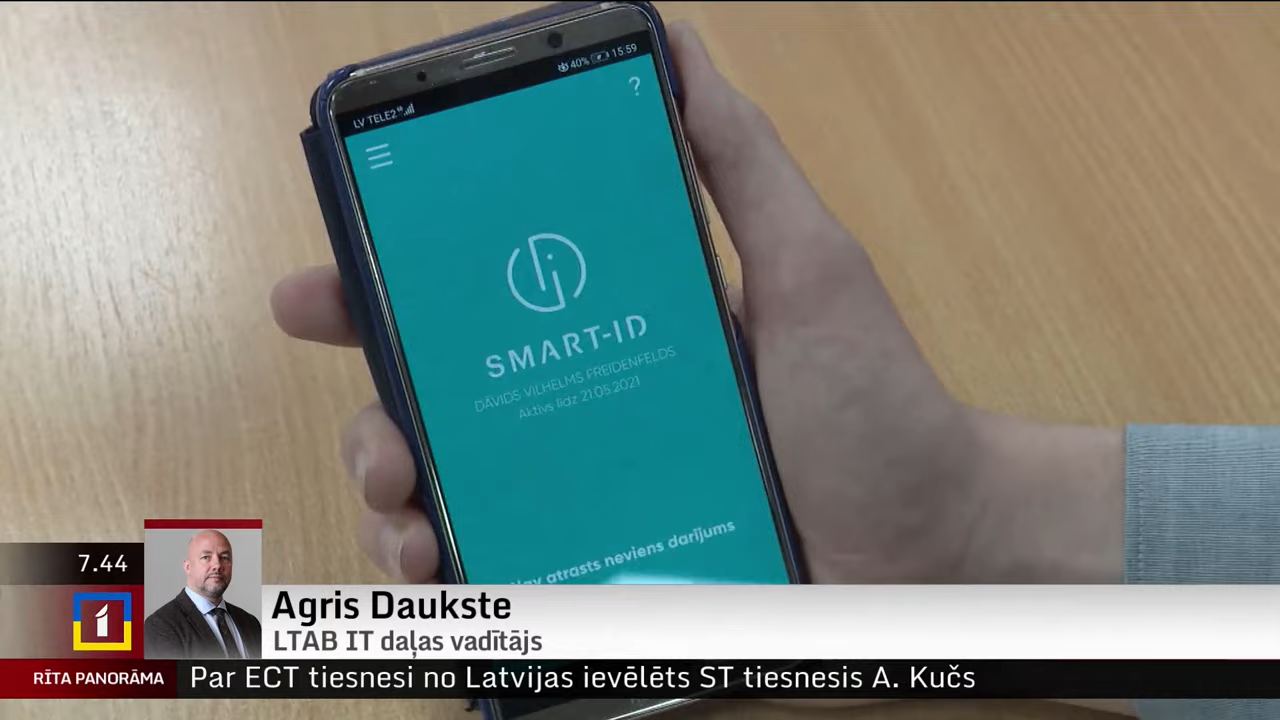 LV TELE2
40% 15:59
?
SMART-ID
DĀVIDS VILHELMS FREIDENFELDS
Aktīvs līdz 21.05.2021
atrasts neviens darījums
7.44
1
Agris Daukste
LTAB IT daļas vadītājs
RĪTA PANORĀMA
Par ECT tiesnesi no Latvijas ievēlēts ST tiesnesis A. Kučs